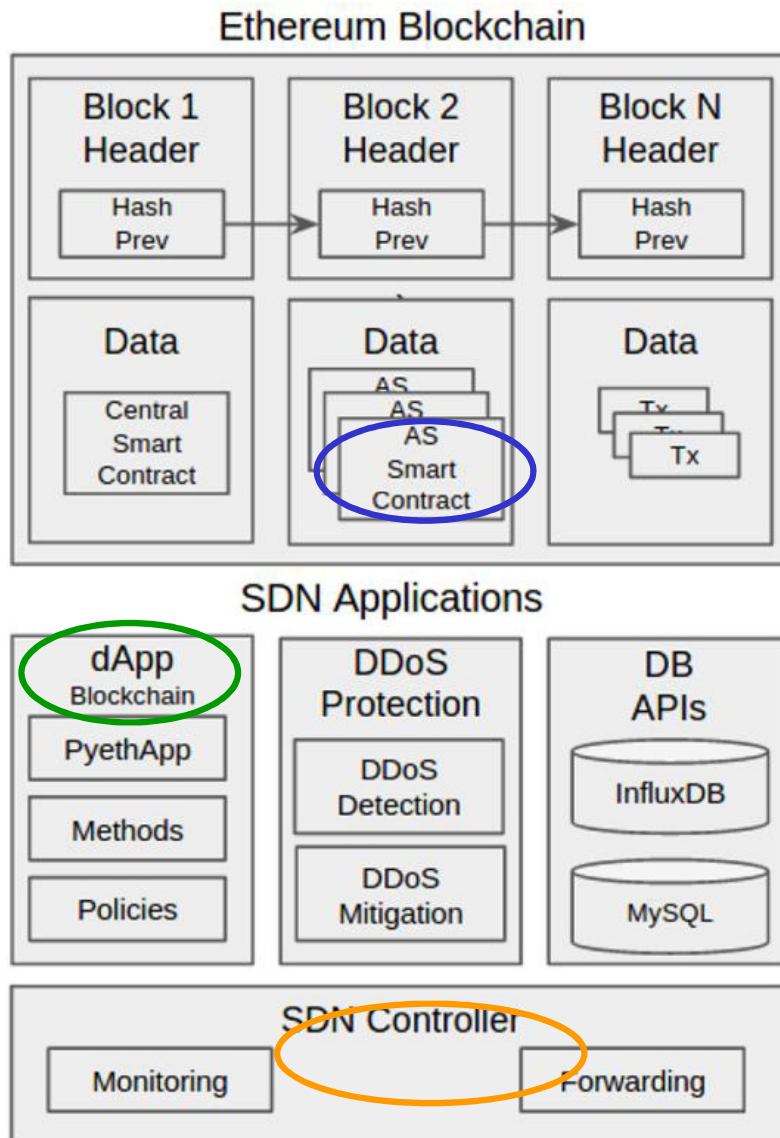 Ethereum Blockchain
Block 1
Header
Hash
Prev
Block 2
Header
Hash
Prev
Block N
Header
Hash
Prev
Data
Central
Smart
Contract
Data
AS
AS
AS
Smart
Contract
Data
Tx
Tx
Tx
SDN Applications
dApp
Blockchain
PyethApp
Methods
Policies
DDoS
Protection
DDoS
Detection
DDoS
Mitigation
DB
APIs
InfluxDB
MySQL
SDN Controller
Monitoring
Forwarding